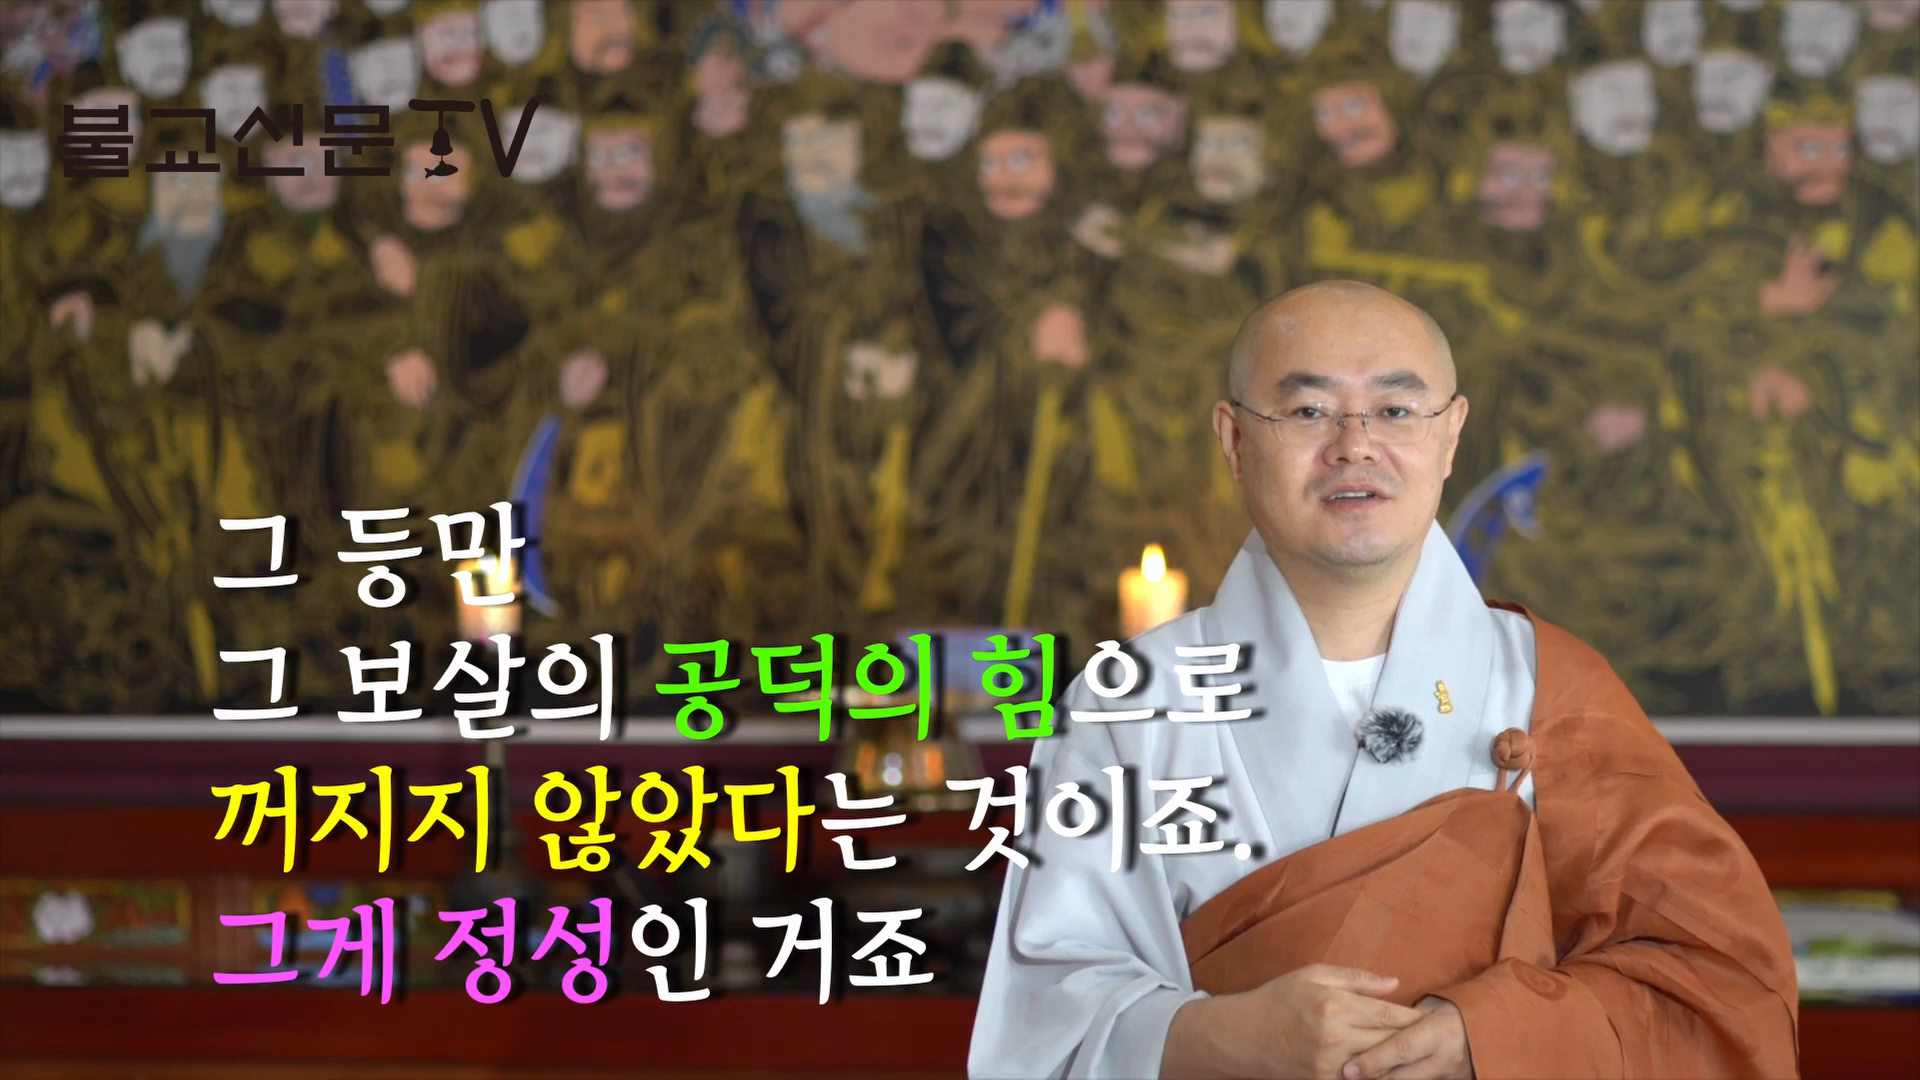 불교신문TV
그 등만
그 보살의 공덕의 힘으로
꺼지지 않았다는 것이죠.
그게 정성인 거죠